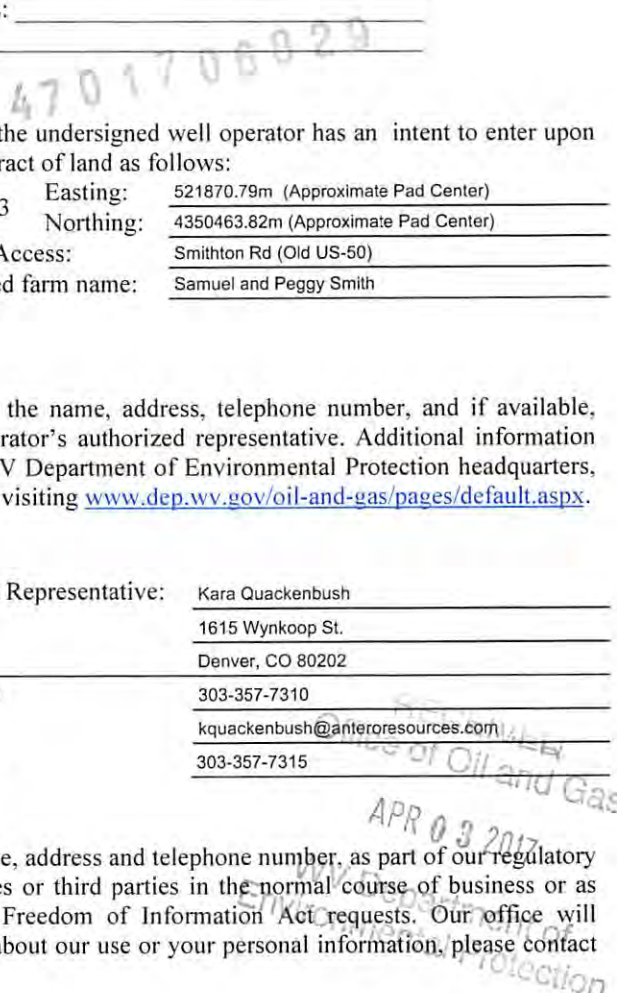 :
4701706829
the undersigned well operator has an intent to enter upon
ract of land as follows:
3 Easting: 521870.79m (Approximate Pad Center)
Northing: 4350463.82m (Approximate Pad Center)
Access: Smithton Rd (Old US-50)
ed farm name: Samuel and Peggy Smith
the name, address, telephone number, and if available,
rator's authorized representative. Additional information
V Department of Environmental Protection headquarters,
visiting www.dep.wv.gov/oil-and-gas/pages/default.aspx.
Representative: Kara Quackenbush
1615 Wynkoop St.
Denver, CO 80202
303-357-7310
kquackenbush@anteroresources.com
303-357-7315
RECEIVED
Office of Oil and Gas
APR 03 2017
e, address and telephone number, as part of our regulatory
es or third parties in the normal course of business or as
Freedom of Information Act requests. Our office will
about our use or your personal information, please contact
WV Department of
Environmental Protection